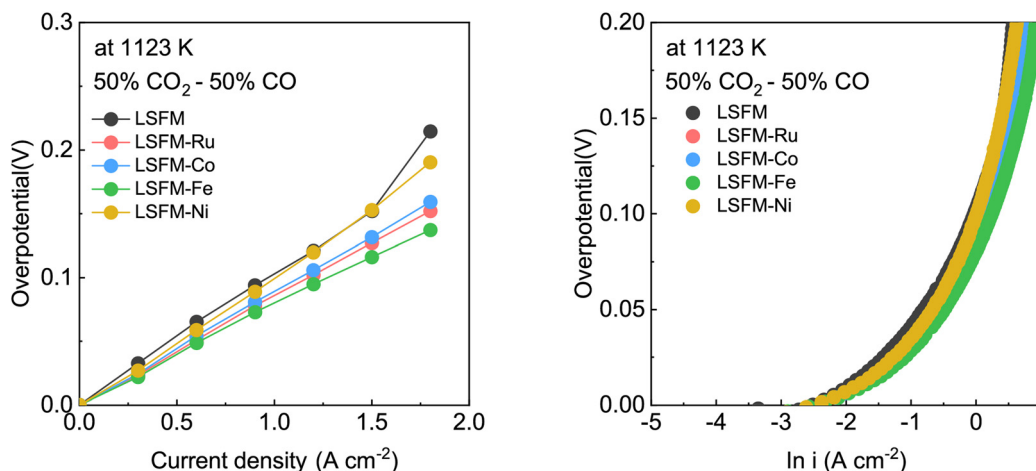 at 1123 K
50% CO₂ - 50% CO
LSFM
LSFM-Ru
LSFM-Co
LSFM-Fe
LSFM-Ni
Overpotential(V)
0.3
0.2
0.1
0.0
0.0
0.5
1.0
1.5
2.0
Current density (A cm⁻²)
at 1123 K
50% CO₂ - 50% CO
LSFM
LSFM-Ru
LSFM-Co
LSFM-Fe
LSFM-Ni
Overpotential(V)
0.20
0.15
0.10
0.05
0.00
-5
-4
-3
-2
-1
0
ln i (A cm⁻²)